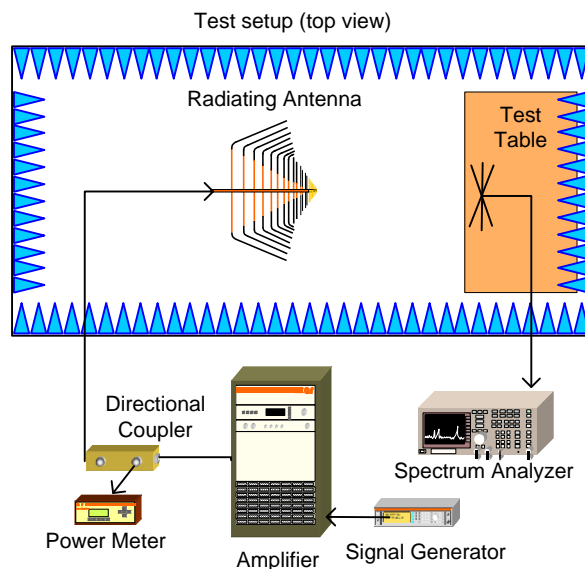 Test setup (top view)
Radiating Antenna
Test
Table
Directional
Coupler
Spectrum Analyzer
Power Meter
Amplifier
Signal Generator